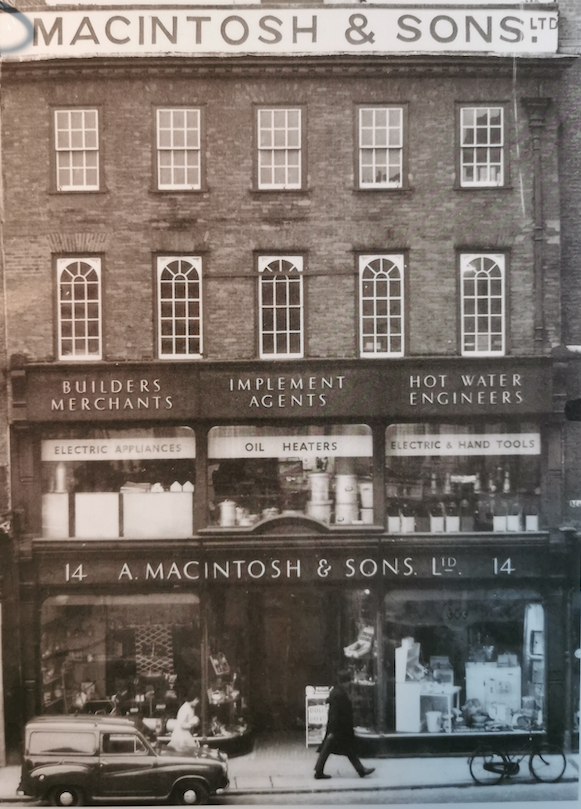 MACINTOSH & SONS. LTD
BUILDERS
MERCHANTS
IMPLEMENT
AGENTS
HOT WATER
ENGINEERS
ELECTRIC APPLIANCES
OIL HEATERS
ELECTRIC & HAND TOOLS
14 A. MACINTOSH & SONS. LTD. 14